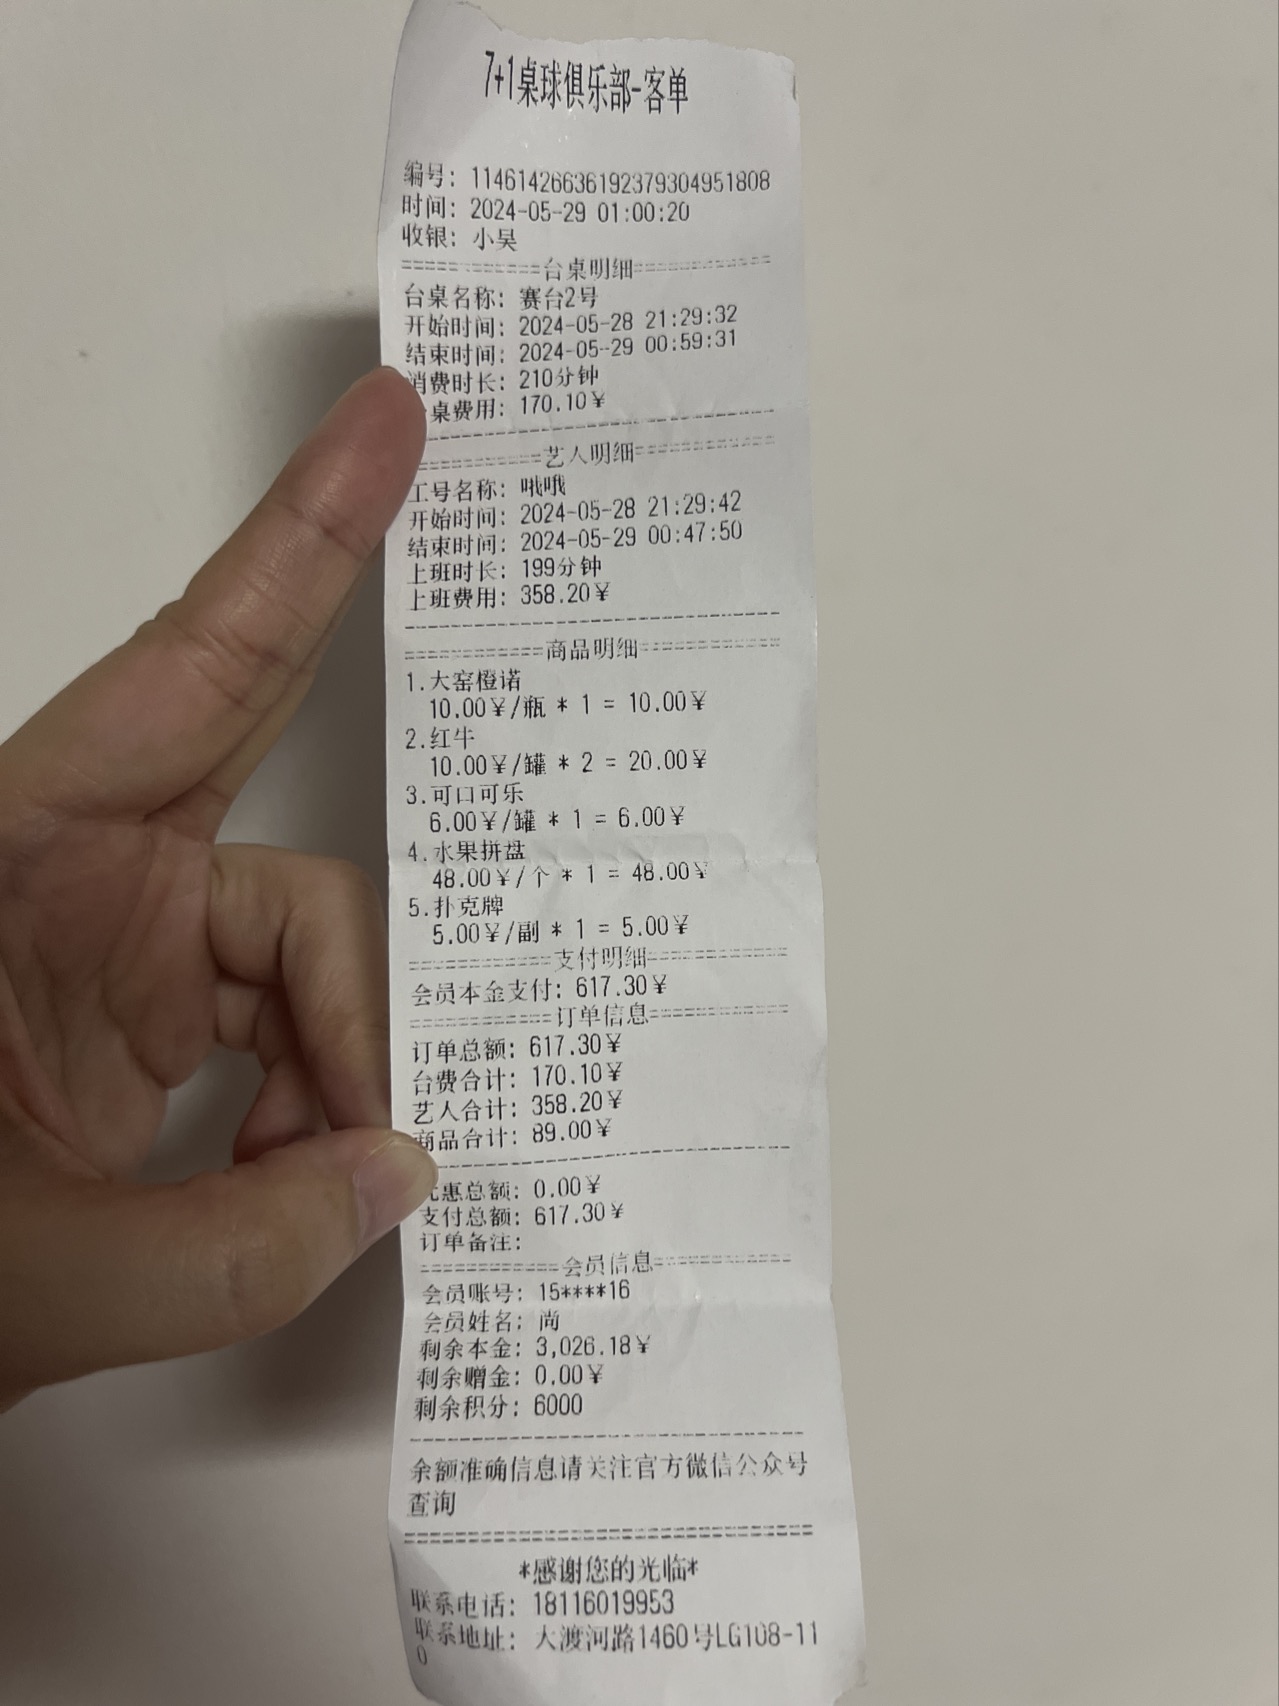 7+1桌球俱乐部-客单
编号: 1146142663619237930495​1808
时间: 2024-05-29 01:00:20
收银: 小昊
============台桌明细============
台桌名称: 赛台2号
开始时间: 2024-05-28 21:29:32
结束时间: 2024-05-29 00:59:31
消费时长: 210分钟
桌费用: 170.10¥
--------------------------------
============艺人明细============
工号名称: 哦哦
开始时间: 2024-05-28 21:29:42
结束时间: 2024-05-29 00:47:50
上班时长: 199分钟
上班费用: 358.20¥
--------------------------------
============商品明细============
1.大窑橙诺
10.00¥/瓶 * 1 = 10.00¥
2.红牛
10.00¥/罐 * 2 = 20.00¥
3.可口可乐
6.00¥/罐 * 1 = 6.00¥
4.水果拼盘
48.00¥/个 * 1 = 48.00¥
5.扑克牌
5.00¥/副 * 1 = 5.00¥
============支付明细============
会员本金支付: 617.30¥
============订单信息============
订单总额: 617.30¥
台费合计: 170.10¥
艺人合计: 358.20¥
商品合计: 89.00¥
--------------------------------
惠总额: 0.00¥
支付总额: 617.30¥
订单备注:
============会员信息============
会员账号: 15****16
会员姓名: 尚
剩余本金: 3,026.18¥
剩余赠金: 0.00¥
剩余积分: 6000
--------------------------------
余额准确信息请关注官方微信公众号
查询
================================
*感谢您的光临*
联系电话: 18116019953
联系地址: 大渡河路1460号LG108-11
0